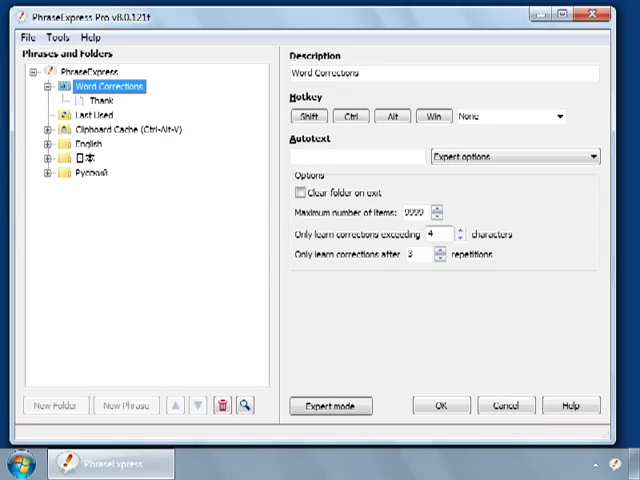 PhraseExpress Pro v8.0.121f
File Tools Help
Phrases and Folders
PhraseExpress
Word Corrections
Thank
Last Used
Clipboard Cache (Ctrl-Alt-V)
English
日本
Русский
New Folder
New Phrase
Description
Word Corrections
Hotkey
Shift
Ctrl
Alt
Win
None
Autotext
Expert options
Options
Clear folder on exit
Maximum number of items: 9999
Only learn corrections exceeding 4 characters
Only learn corrections after 3 repetitions
Expert mode
OK
Cancel
Help
PhraseExpress